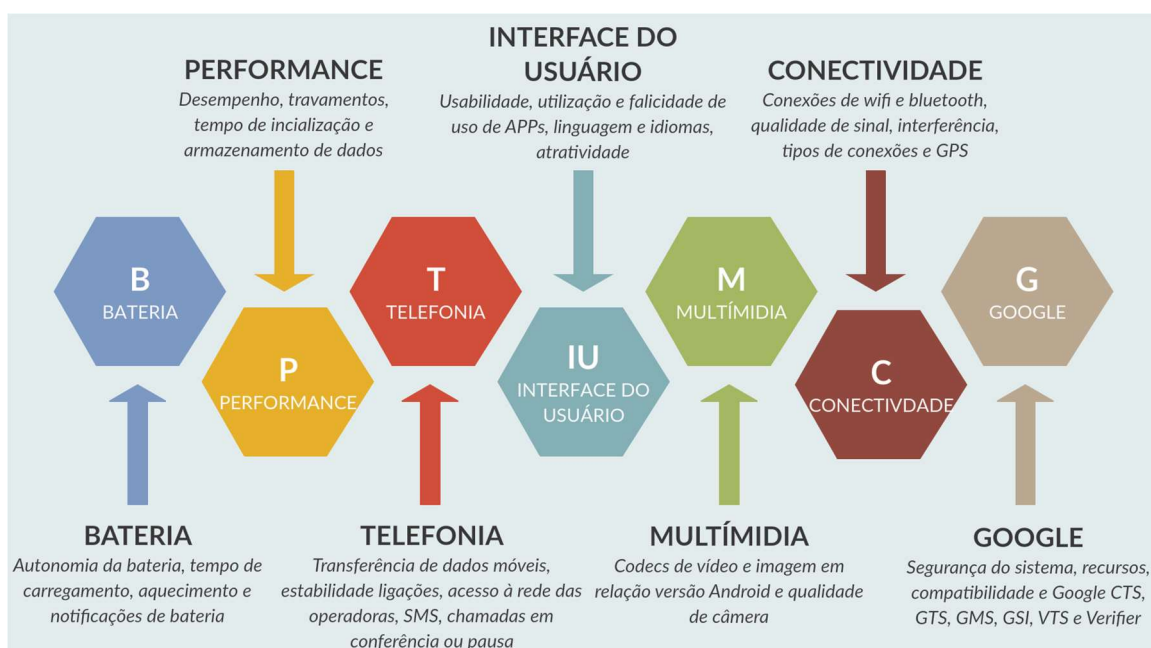 INTERFACE DO
USUÁRIO
Usabilidade, utilização e falicidade de
uso de APPs, linguagem e idiomas,
atratividade
PERFORMANCE
Desempenho, travamentos,
tempo de incialização e
armazenamento de dados
CONECTIVIDADE
Conexões de wifi e bluetooth,
qualidade de sinal, interferência,
tipos de conexões e GPS
B
BATERIA
P
PERFORMANCE
T
TELEFONIA
IU
INTERFACE DO
USUÁRIO
M
MULTÍMIDIA
C
CONECTIVDADE
G
GOOGLE
BATERIA
Autonomia da bateria, tempo de
carregamento, aquecimento e
notificações de bateria
TELEFONIA
Transferência de dados móveis,
estabilidade ligações, acesso à rede das
operadoras, SMS, chamadas em
conferência ou pausa
MULTÍMIDIA
Codecs de vídeo e imagem em
relação versão Android e qualidade
de câmera
GOOGLE
Segurança do sistema, recursos,
compatibilidade e Google CTS,
GTS, GMS, GSI, VTS e Verifier